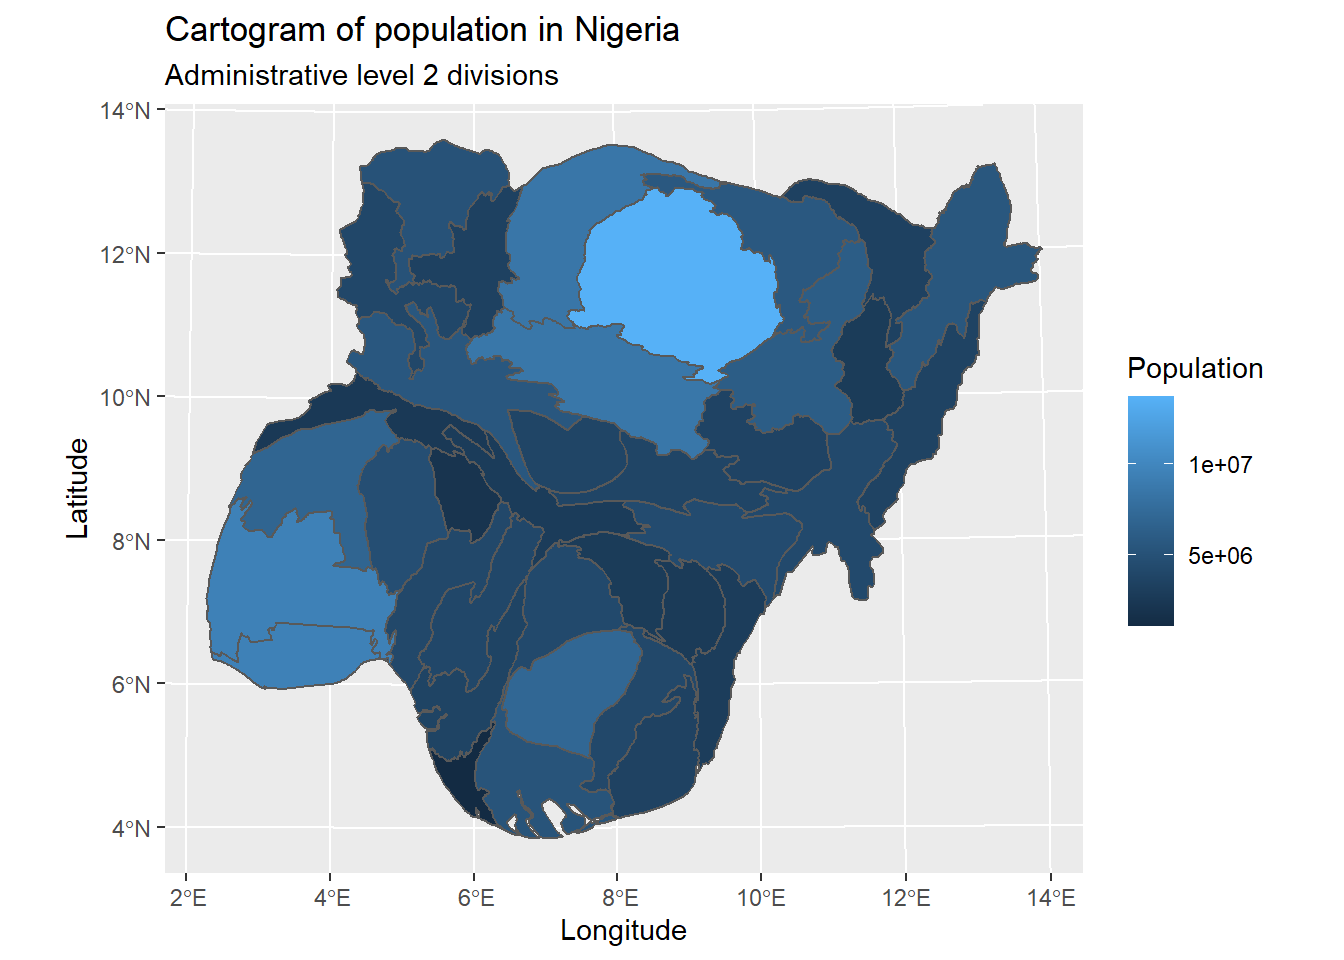 Cartogram of population in Nigeria
Administrative level 2 divisions
14°N
12°N
10°N
8°N
6°N
4°N
Latitude
2°E 4°E 6°E 8°E 10°E 12°E 14°E
Longitude
Population
1e+07
5e+06